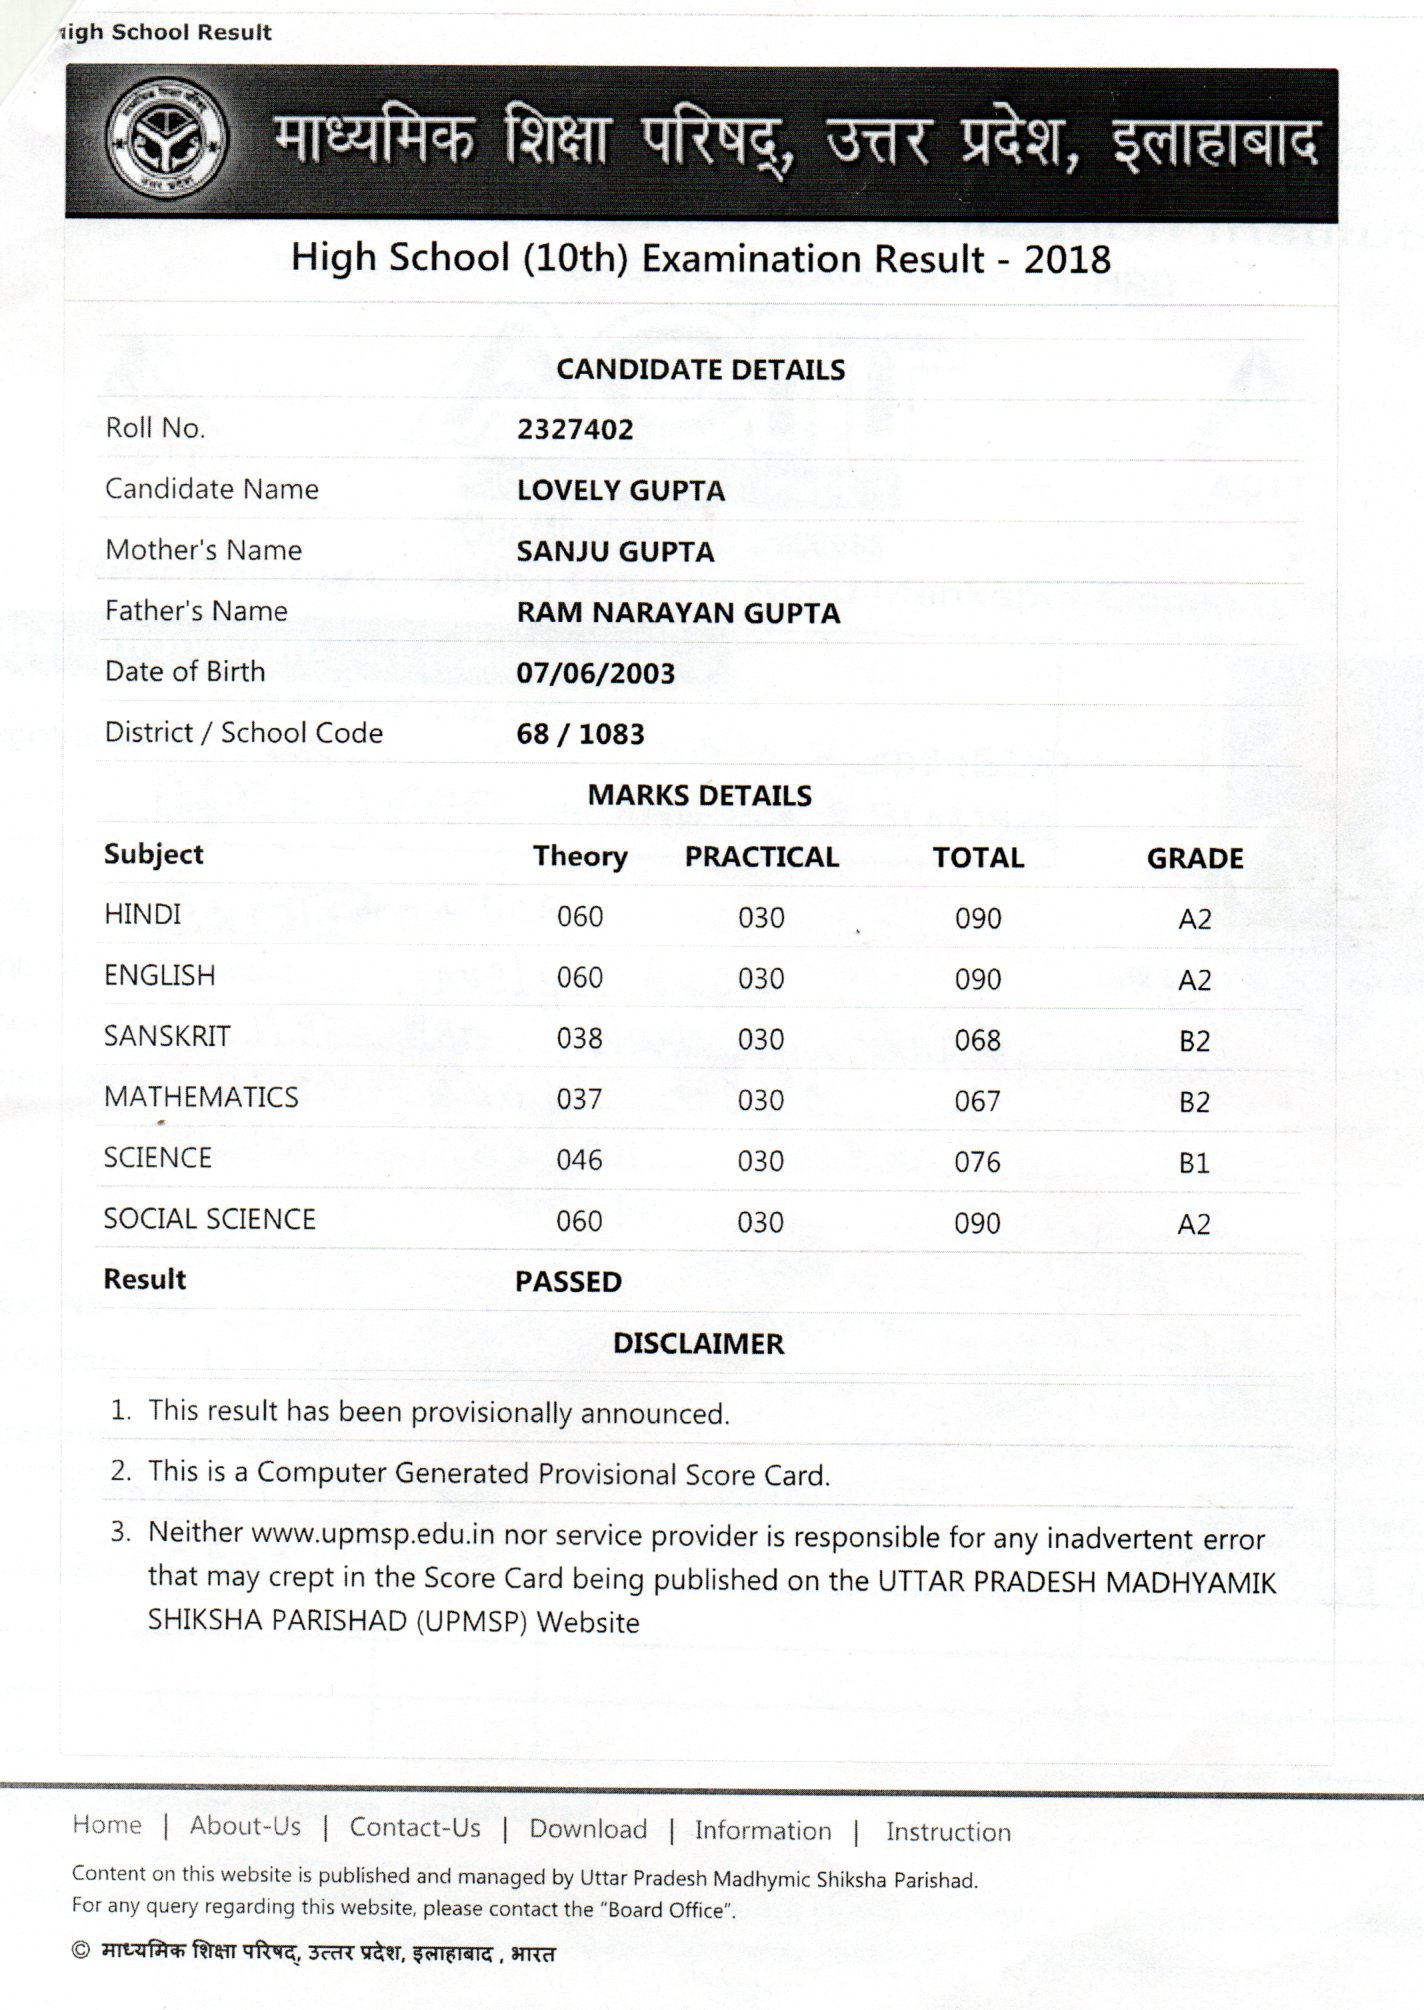 High School Result
माध्यमिक शिक्षा परिषद्, उत्तर प्रदेश, इलाहाबाद
High School (10th) Examination Result - 2018
CANDIDATE DETAILS
Roll No. 2327402
Candidate Name LOVELY GUPTA
Mother's Name SANJU GUPTA
Father's Name RAM NARAYAN GUPTA
Date of Birth 07/06/2003
District / School Code 68 / 1083
MARKS DETAILS
Subject Theory PRACTICAL TOTAL GRADE
HINDI 060 030 090 A2
ENGLISH 060 030 090 A2
SANSKRIT 038 030 068 B2
MATHEMATICS 037 030 067 B2
SCIENCE 046 030 076 B1
SOCIAL SCIENCE 060 030 090 A2
Result PASSED
DISCLAIMER
1. This result has been provisionally announced.
2. This is a Computer Generated Provisional Score Card.
3. Neither www.upmsp.edu.in nor service provider is responsible for any inadvertent error
that may crept in the Score Card being published on the UTTAR PRADESH MADHYAMIK
SHIKSHA PARISHAD (UPMSP) Website
Home | About-Us | Contact-Us | Download | Information | Instruction
Content on this website is published and managed by Uttar Pradesh Madhymic Shiksha Parishad.
For any query regarding this website, please contact the "Board Office".
© माध्यमिक शिक्षा परिषद्, उत्तर प्रदेश, इलाहाबाद , भारत